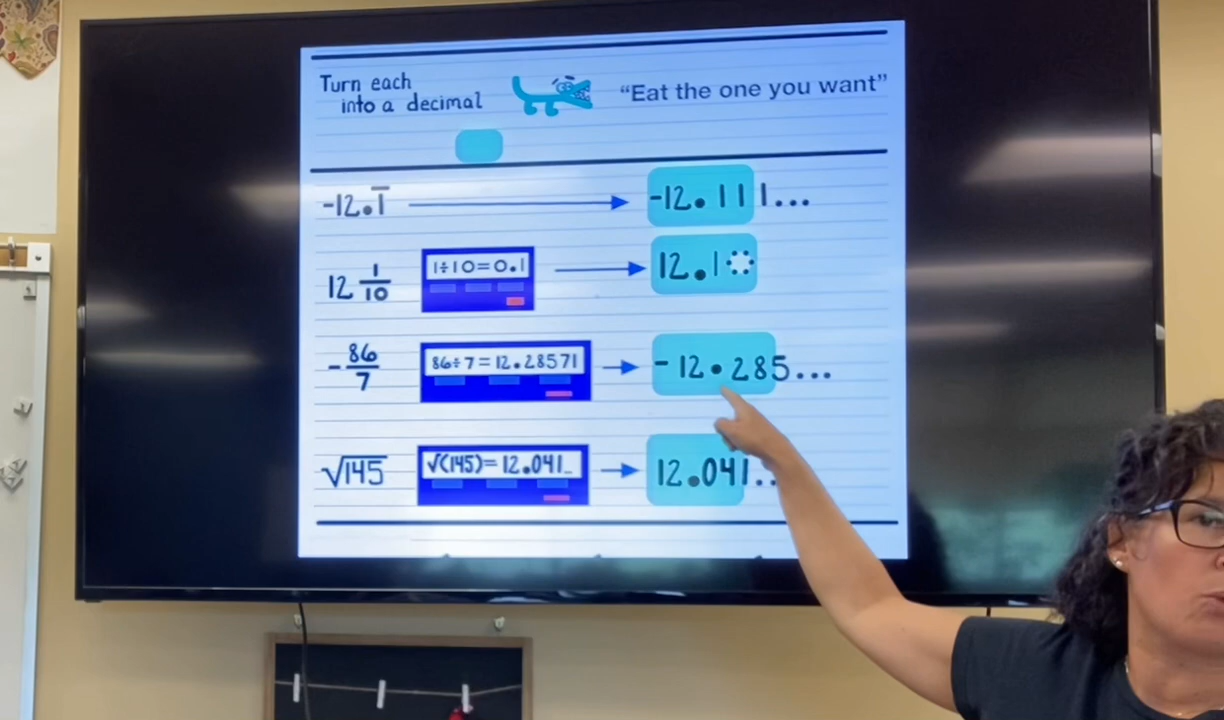 Turn each
into a decimal
“Eat the one you want”
-12.1̅ -12.111...
12 1/10 1÷10=0.1 12.1
-86/7 86÷7=12.28571 -12.285...
√145 √(145)=12.041_ 12.041..